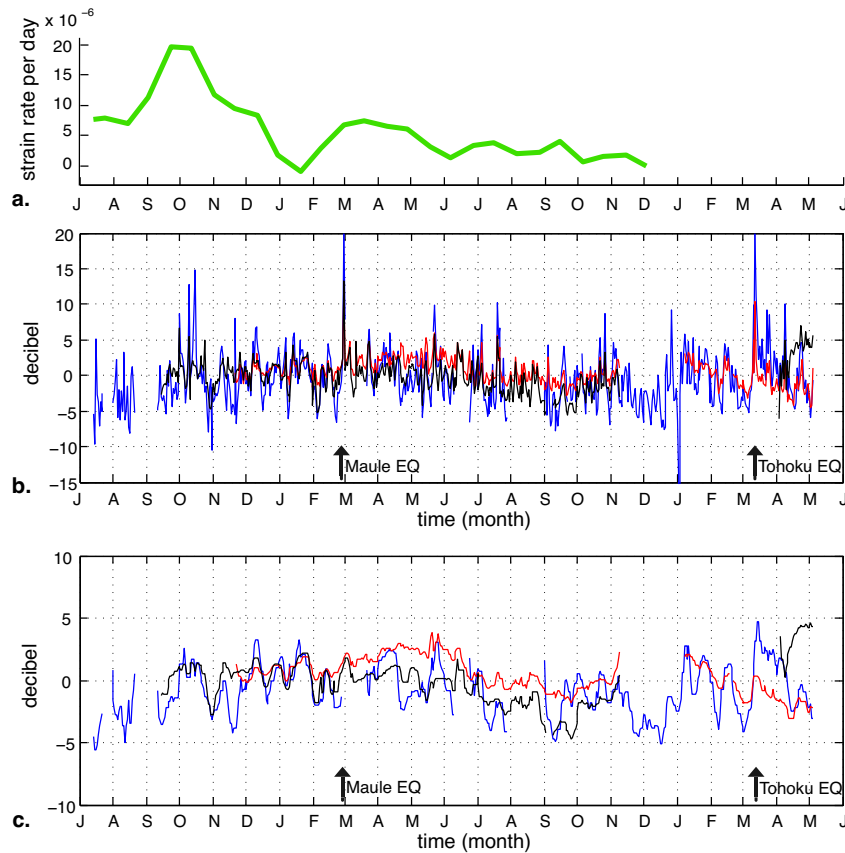 x 10 ⁻⁶
strain rate per day
20
15
10
5
0
a.
J A S O N D J F M A M J J A S O N D J F M A M J
decibel
20
15
10
5
0
−5
−10
−15
Maule EQ
Tohoku EQ
b.
J A S O N D J F M A M J J A S O N D J F M A M J
time (month)
decibel
10
5
0
−5
−10
Maule EQ
Tohoku EQ
c.
J A S O N D J F M A M J J A S O N D J F M A M J
time (month)